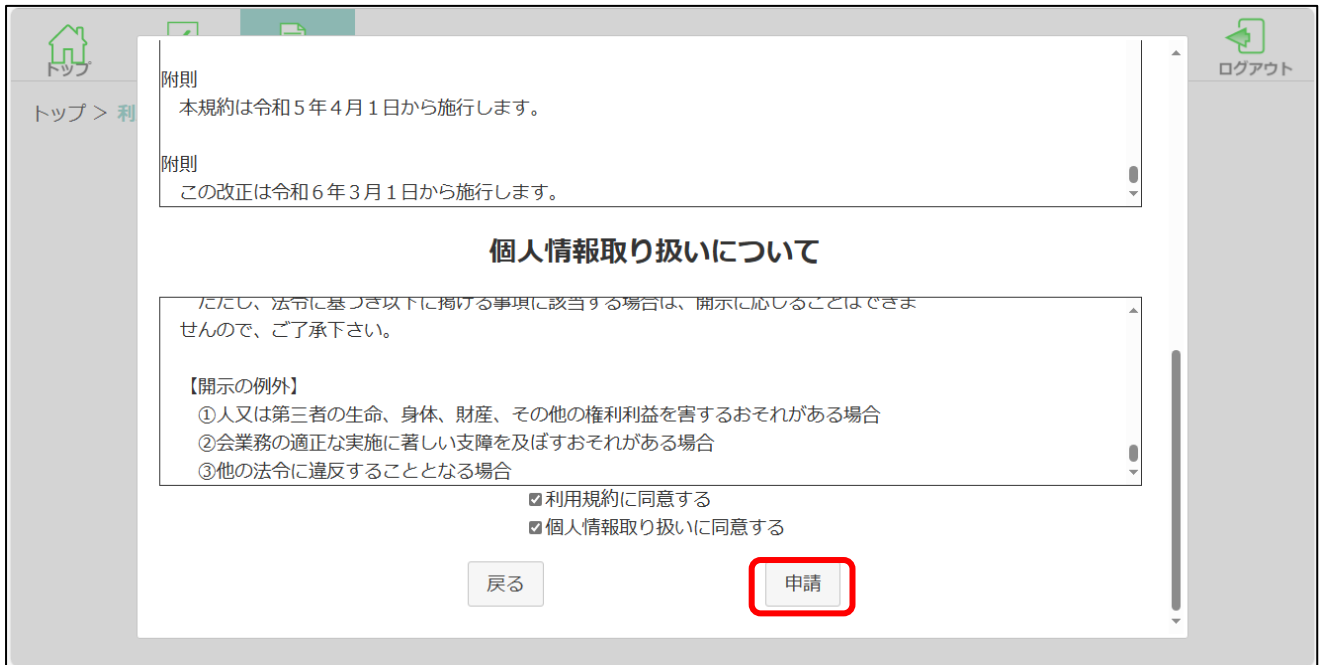 トップ
ログアウト
トップ > 利
附則
本規約は令和５年４月１日から施行します。
附則
この改正は令和６年３月１日から施行します。
個人情報取り扱いについて
ただし、法令に基づき以下に掲げる事項に該当する場合は、開示に応じることはできま
せんので、ご了承下さい。
【開示の例外】
①人又は第三者の生命、身体、財産、その他の権利利益を害するおそれがある場合
②会業務の適正な実施に著しい支障を及ぼすおそれがある場合
③他の法令に違反することとなる場合
利用規約に同意する
個人情報取り扱いに同意する
戻る
申請